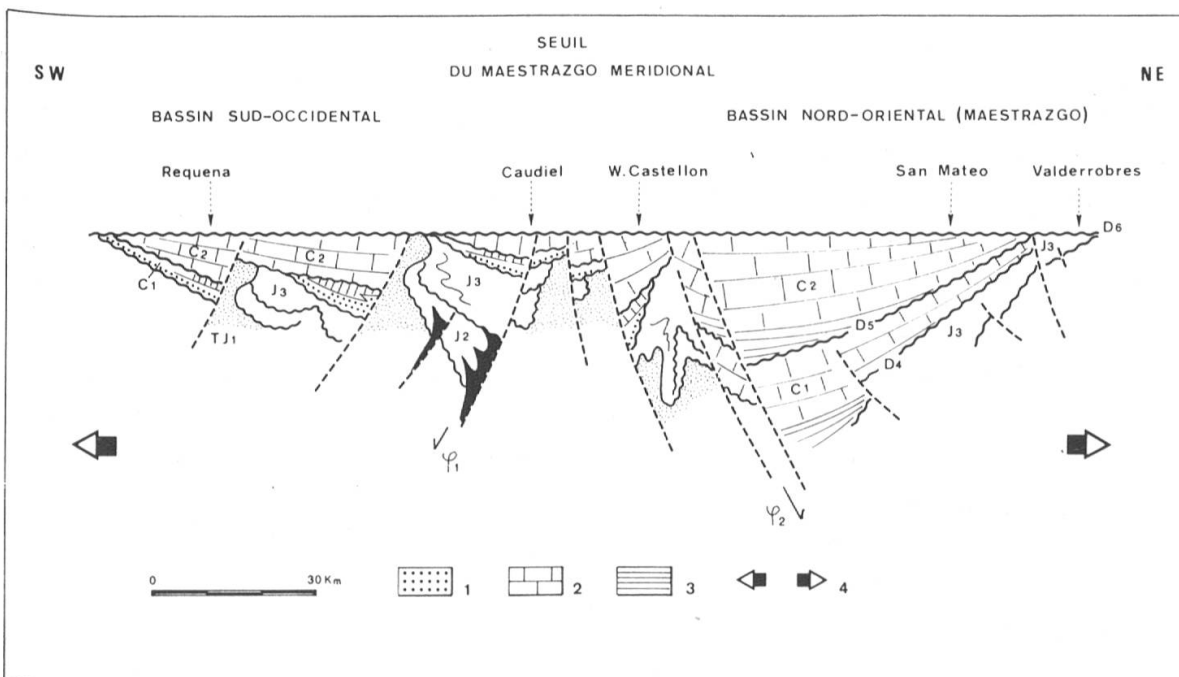 SEUIL
DU MAESTRAZGO MERIDIONAL
SW
NE
BASSIN SUD-OCCIDENTAL
BASSIN NORD-ORIENTAL (MAESTRAZGO)
Requena
Caudiel
W. Castellon
San Mateo
Valderrobres
D6
C2
C2
C1
J3
TJ1
J3
J2
C2
D5
J3
J3
D4
C1
φ1
φ2
0 30 Km
1
2
3
4